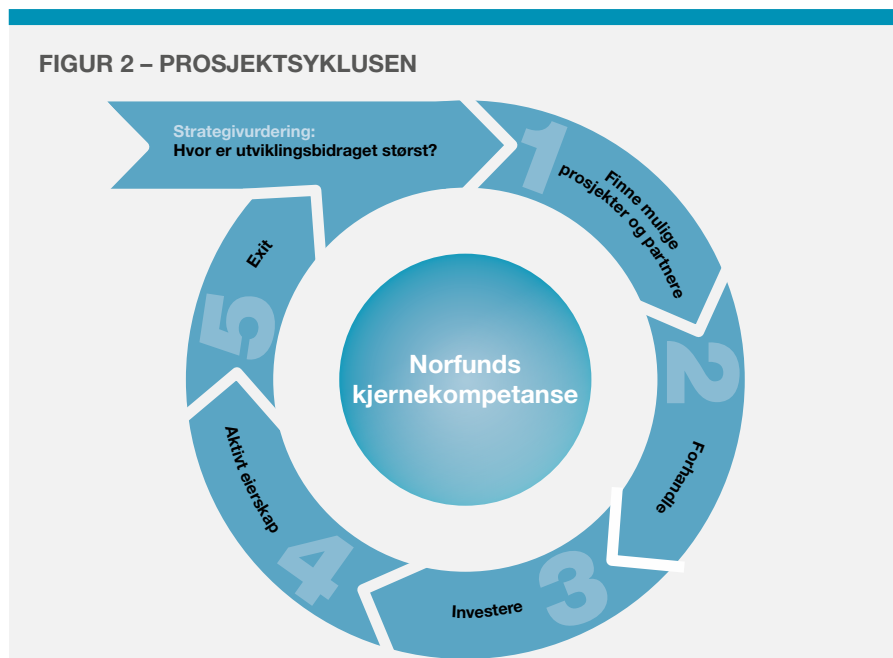 FIGUR 2 – PROSJEKTSYKLUSEN
Strategivurdering:
Hvor er utviklingsbidraget størst?
1
Finne mulige
prosjekter og partnere
2
Forhandle
3
Investere
4
Aktivt eierskap
5
Exit
Norfunds
kjernekompetanse